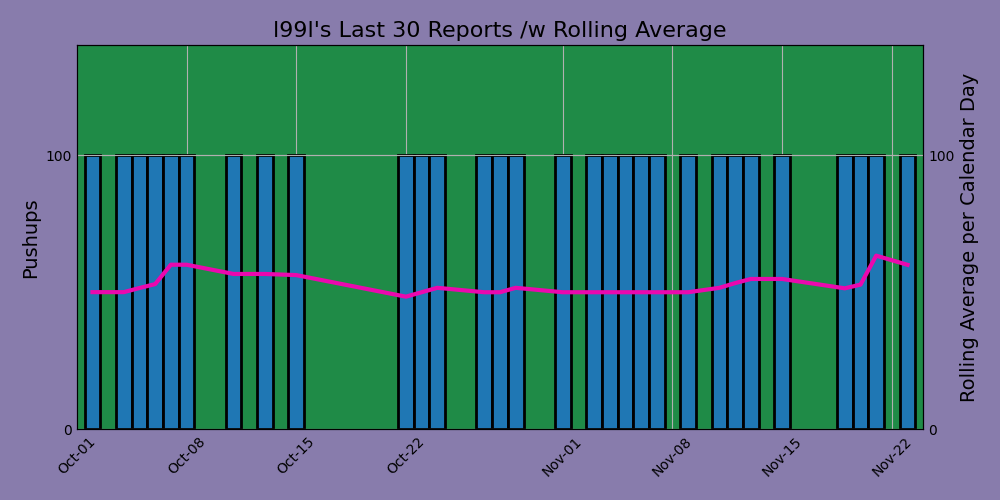 l99l's Last 30 Reports /w Rolling Average
Pushups
100
0
100
0
Rolling Average per Calendar Day
Oct-01
Oct-08
Oct-15
Oct-22
Nov-01
Nov-08
Nov-15
Nov-22